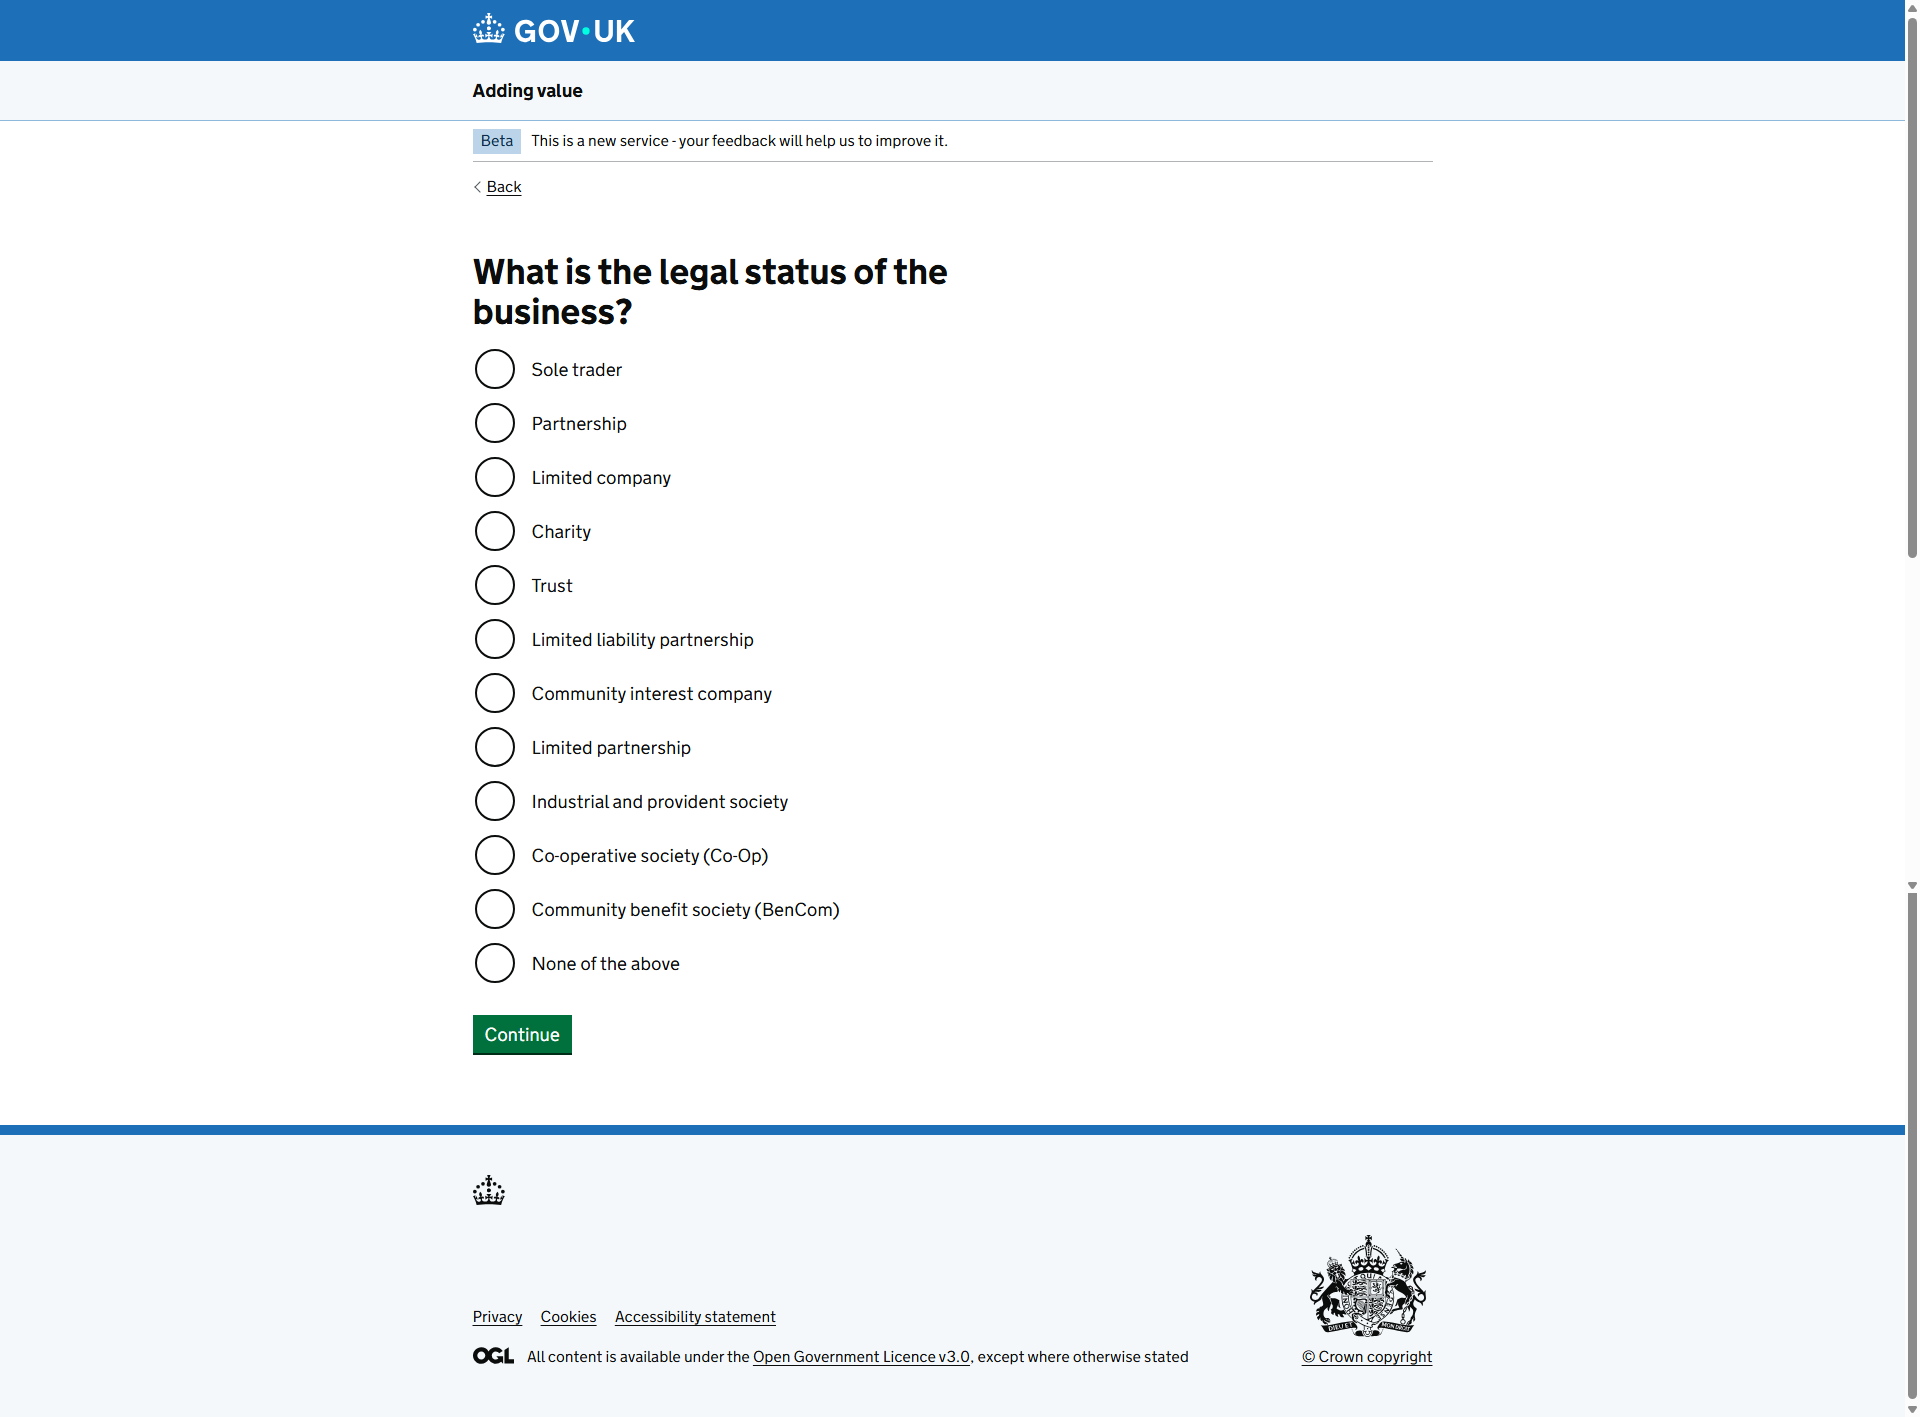 GOV·UK
Adding value
Beta This is a new service - your feedback will help us to improve it.
Back
What is the legal status of the
business?
Sole trader
Partnership
Limited company
Charity
Trust
Limited liability partnership
Community interest company
Limited partnership
Industrial and provident society
Co-operative society (Co-Op)
Community benefit society (BenCom)
None of the above
Continue
Privacy Cookies Accessibility statement
OGL All content is available under the Open Government Licence v3.0, except where otherwise stated
© Crown copyright